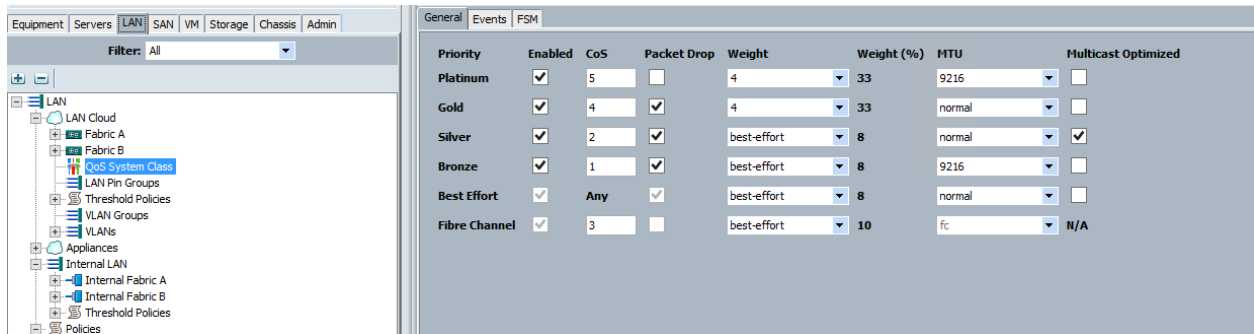 Equipment Servers LAN SAN VM Storage Chassis Admin
Filter: All
LAN
LAN Cloud
Fabric A
Fabric B
QoS System Class
LAN Pin Groups
Threshold Policies
VLAN Groups
VLANs
Appliances
Internal LAN
Internal Fabric A
Internal Fabric B
Threshold Policies
Policies
General Events FSM
Priority Enabled CoS Packet Drop Weight Weight (%) MTU Multicast Optimized
Platinum 5 4 33 9216
Gold 4 4 33 normal
Silver 2 best-effort 8 normal
Bronze 1 best-effort 8 9216
Best Effort Any best-effort 8 normal
Fibre Channel 3 best-effort 10 fc N/A